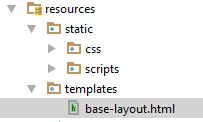 resources
static
css
scripts
templates
base-layout.html